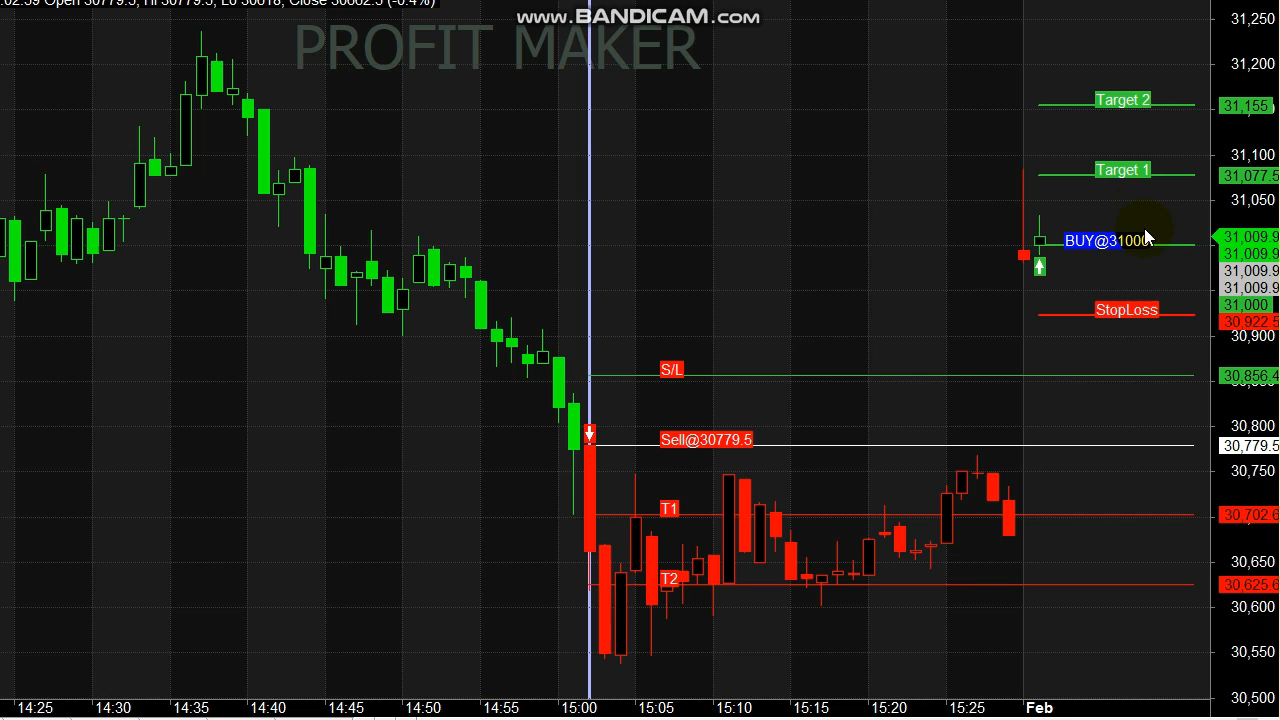 :02:59 Open 30779.5, Hi 30779.5, Lo 30618, Close 30662.5 (-0.4%)
www.BANDICAM.com
PROFIT MAKER
31,250
31,200
Target 2
31,155
31,100
Target 1
31,077.5
31,050
BUY@31000
31,009.9
31,009.9
31,009.9
31,009.9
31,000
StopLoss
30,922.5
30,900
S/L
30,856.4
30,800
Sell@30779.5
30,779.5
30,750
T1
30,702.6
30,650
T2
30,625.6
30,600
30,550
30,500
14:25 14:30 14:35 14:40 14:45 14:50 14:55 15:00 15:05 15:10 15:15 15:20 15:25 Feb